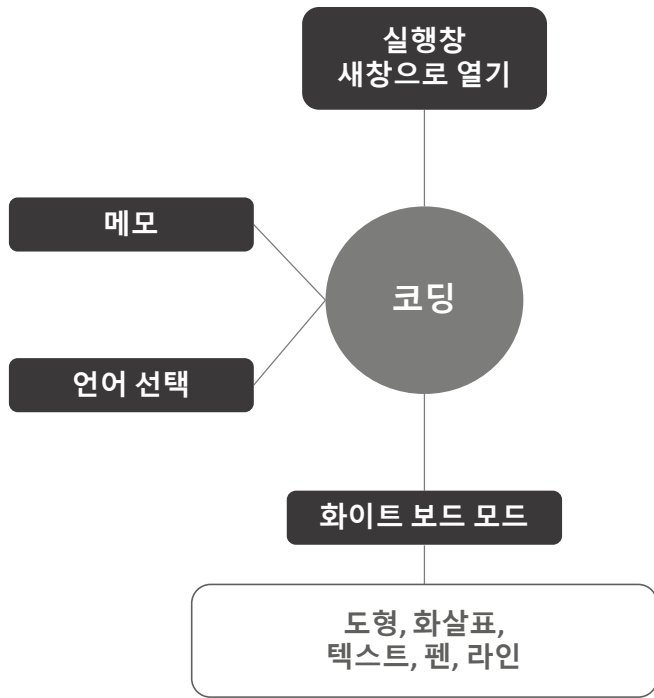 실행창
새창으로 열기
메모
코딩
언어 선택
화이트 보드 모드
도형, 화살표,
텍스트, 펜, 라인